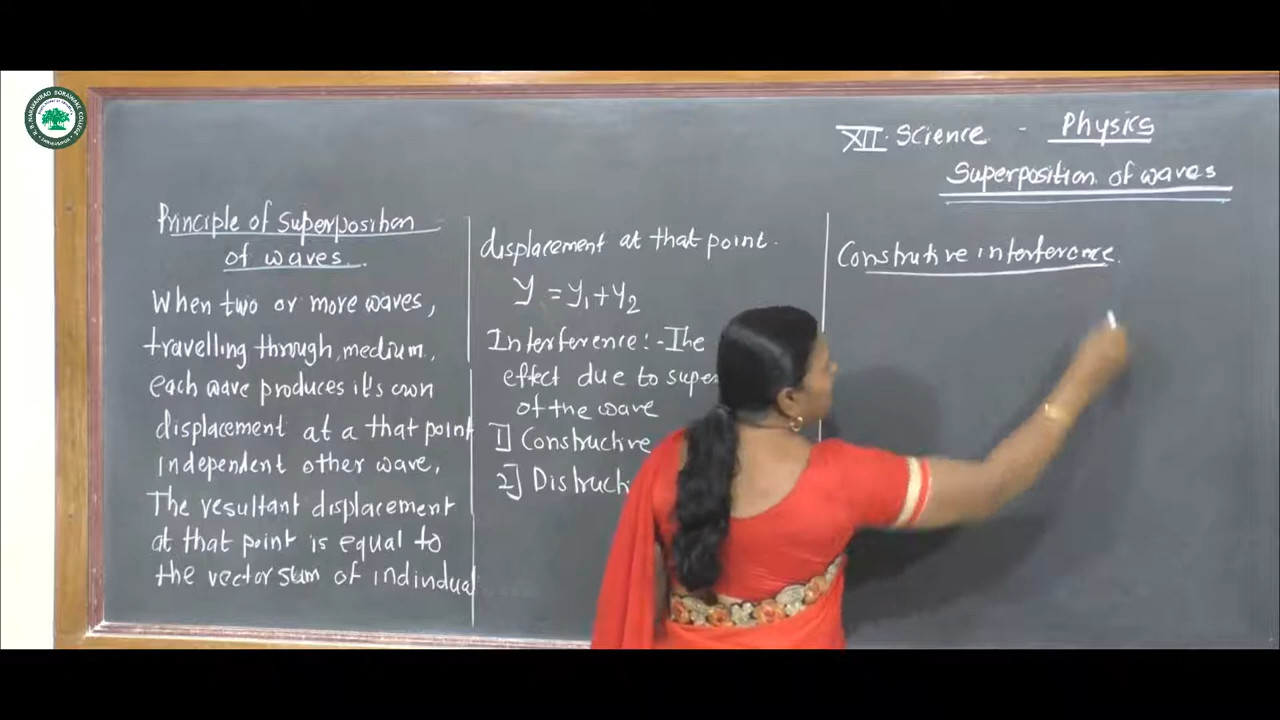 XII Science - Physics
Superposition of waves
Principle of superposition
of waves.
When two or more waves,
travelling through medium,
each wave produces it's own
displacement at a that point
independent other wave,
The resultant displacement
at that point is equal to
the vector sum of individual
displacement at that point.
Y = y₁ + y₂
Interference:- The
effect due to super
of the wave
1] Constructive
2] Distructi
Construtive interference.